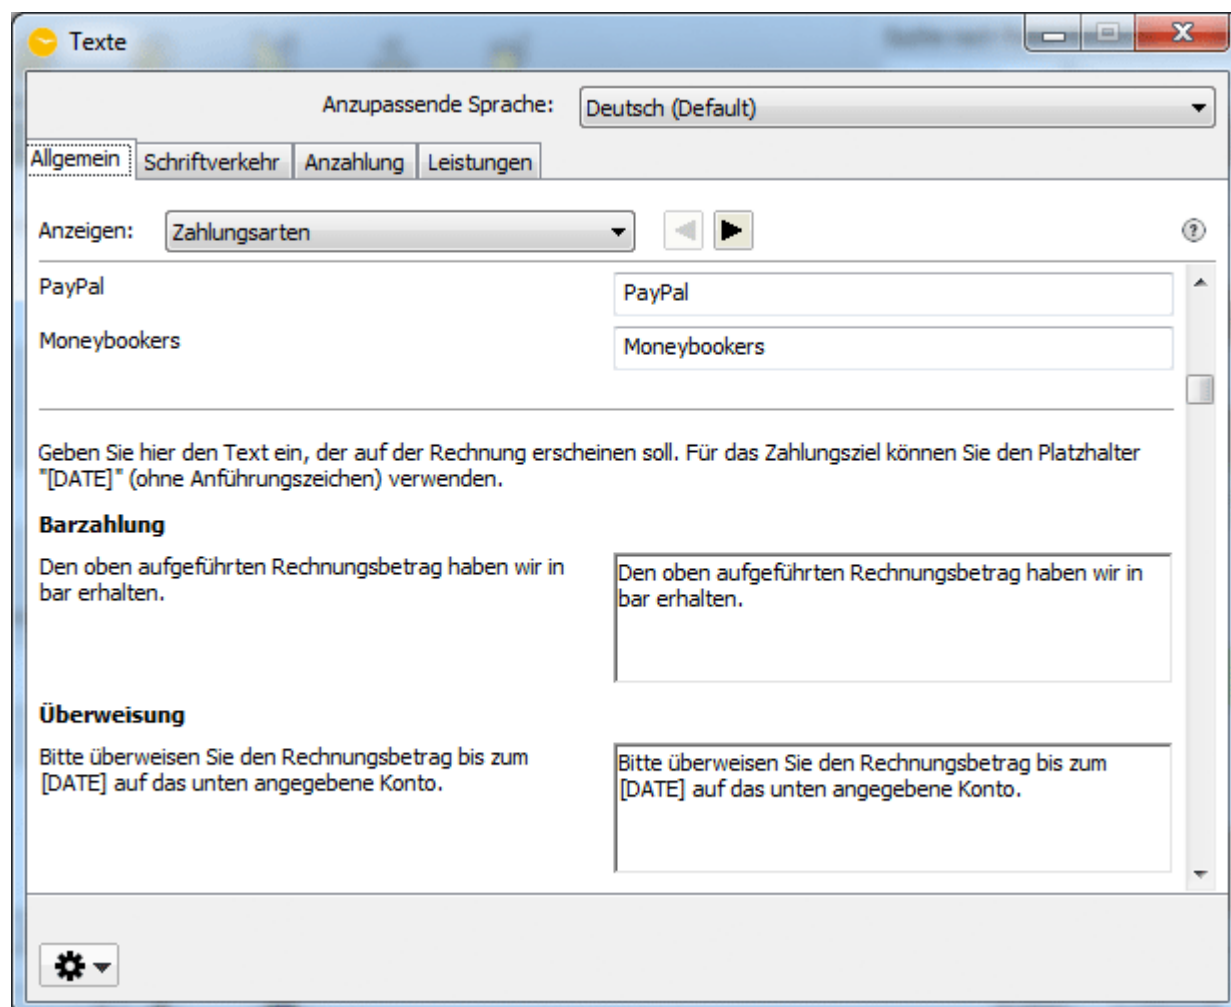 Texte
Anzupassende Sprache: Deutsch (Default)
Allgemein Schriftverkehr Anzahlung Leistungen
Anzeigen: Zahlungsarten
PayPal PayPal
Moneybookers Moneybookers
Geben Sie hier den Text ein, der auf der Rechnung erscheinen soll. Für das Zahlungsziel können Sie den Platzhalter
"[DATE]" (ohne Anführungszeichen) verwenden.
Barzahlung
Den oben aufgeführten Rechnungsbetrag haben wir in
bar erhalten.
Den oben aufgeführten Rechnungsbetrag haben wir in
bar erhalten.
Überweisung
Bitte überweisen Sie den Rechnungsbetrag bis zum
[DATE] auf das unten angegebene Konto.
Bitte überweisen Sie den Rechnungsbetrag bis zum
[DATE] auf das unten angegebene Konto.